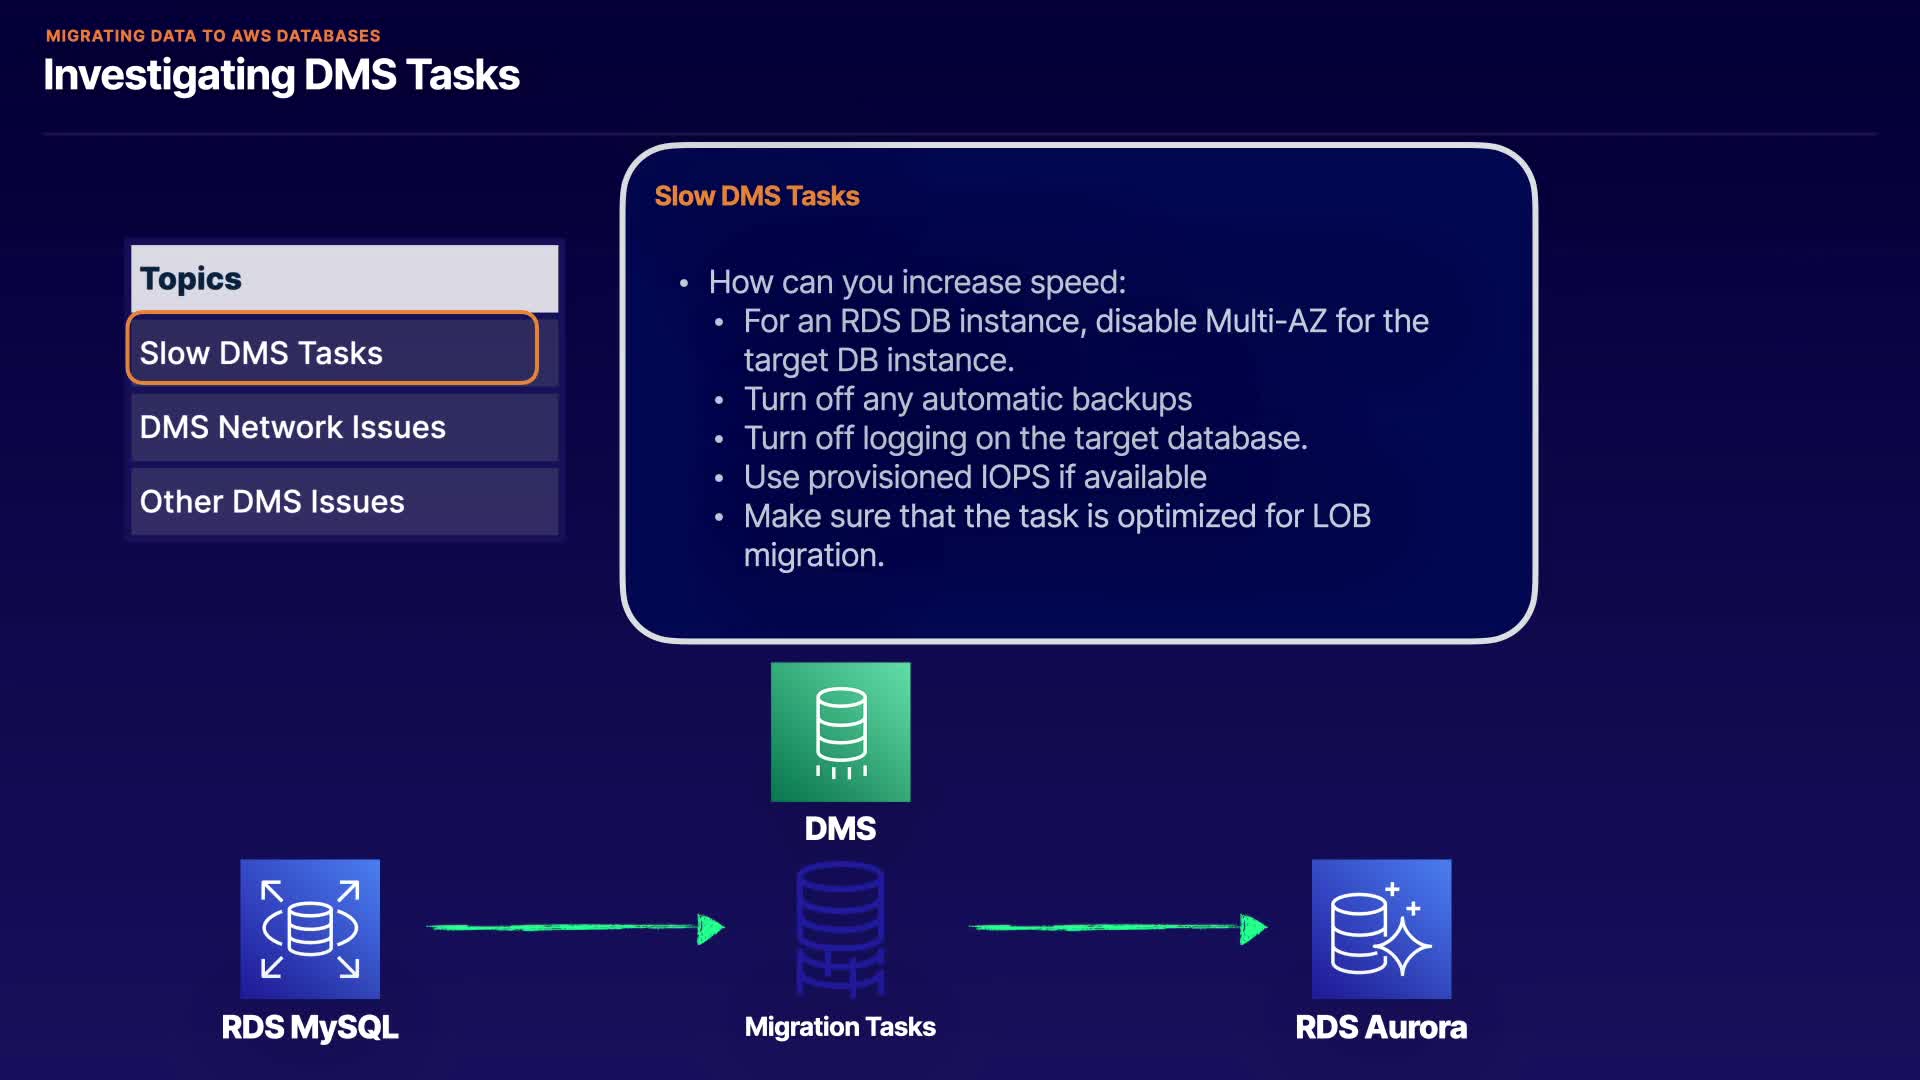 MIGRATING DATA TO AWS DATABASES
Investigating DMS Tasks
Topics
Slow DMS Tasks
DMS Network Issues
Other DMS Issues
Slow DMS Tasks
• How can you increase speed:
• For an RDS DB instance, disable Multi-AZ for the
target DB instance.
• Turn off any automatic backups
• Turn off logging on the target database.
• Use provisioned IOPS if available
• Make sure that the task is optimized for LOB
migration.
DMS
RDS MySQL
Migration Tasks
RDS Aurora